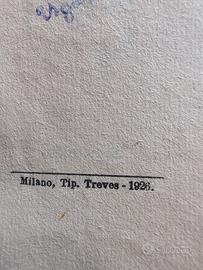 Milano, Tip. Treves - 1926.